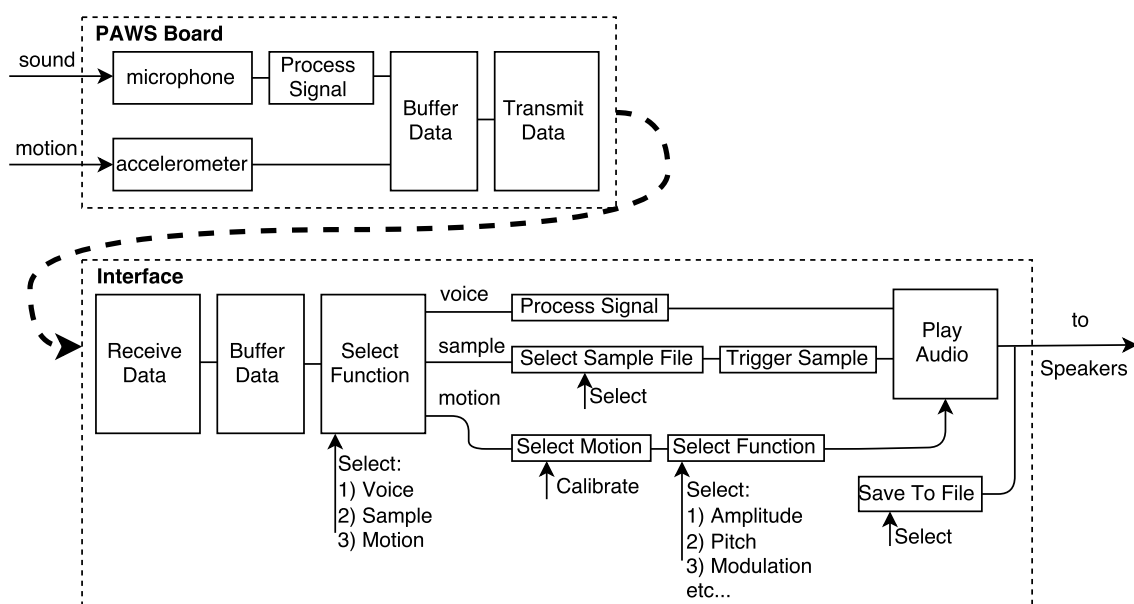 PAWS Board
sound
microphone
Process
Signal
Buffer
Data
Transmit
Data
motion
accelerometer
Interface
Receive
Data
Buffer
Data
Select
Function
voice
Process Signal
sample
Select Sample File
Trigger Sample
Select
motion
Select Motion
Select Function
Calibrate
Play
Audio
to
Speakers
Select:
1) Voice
2) Sample
3) Motion
Select:
1) Amplitude
2) Pitch
3) Modulation
etc...
Save To File
Select